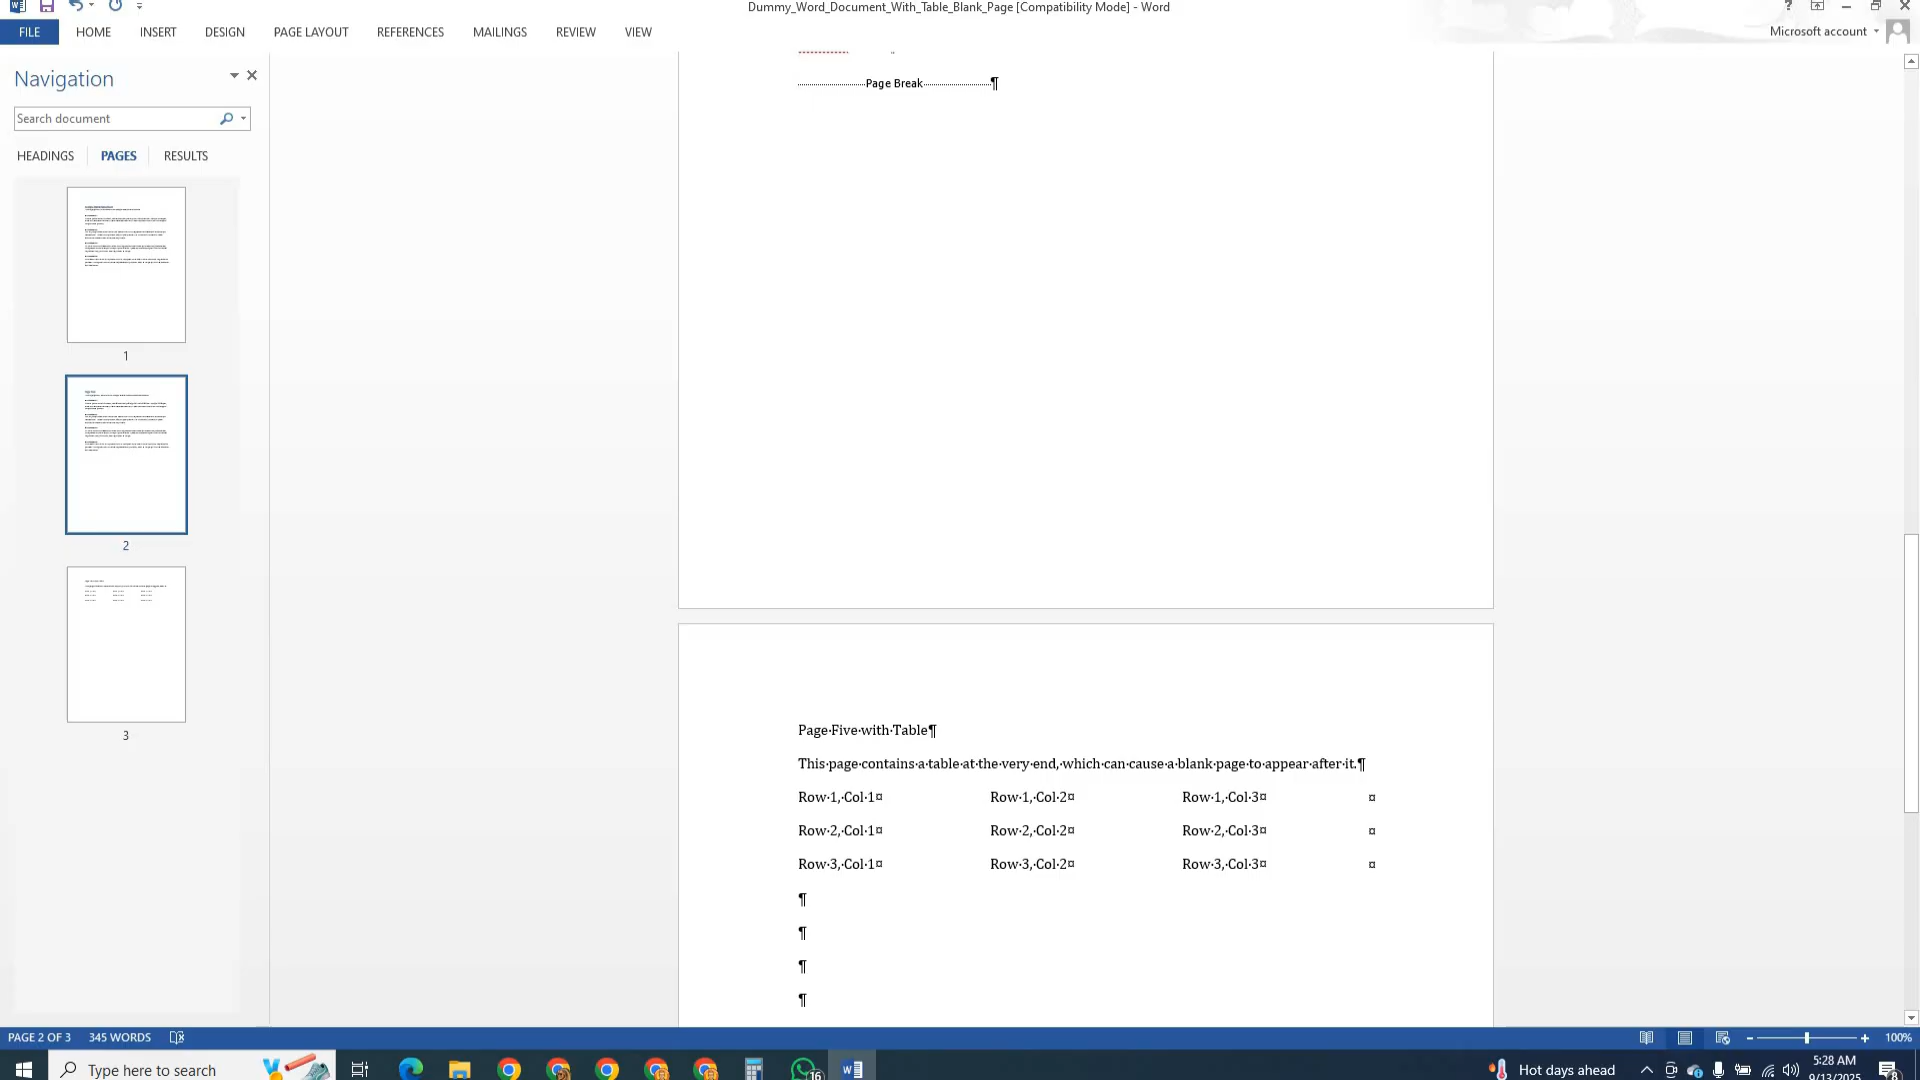 Dummy_Word_Document_With_Table_Blank_Page [Compatibility Mode] - Word
?
FILE HOME INSERT DESIGN PAGE LAYOUT REFERENCES MAILINGS REVIEW VIEW
Microsoft account
Navigation
Search document
HEADINGS PAGES RESULTS
1
2
3
Page Break¶
Page·Five·with·Table¶
This·page·contains·a·table·at·the·very·end,·which·can·cause·a·blank·page·to·appear·after·it.¶
Row·1,·Col·1¤ Row·1,·Col·2¤ Row·1,·Col·3¤ ¤
Row·2,·Col·1¤ Row·2,·Col·2¤ Row·2,·Col·3¤ ¤
Row·3,·Col·1¤ Row·3,·Col·2¤ Row·3,·Col·3¤ ¤
¶
¶
¶
¶
PAGE 2 OF 3 345 WORDS
100%
Type here to search
16
Hot days ahead
5:28 AM
9/13/2025
8